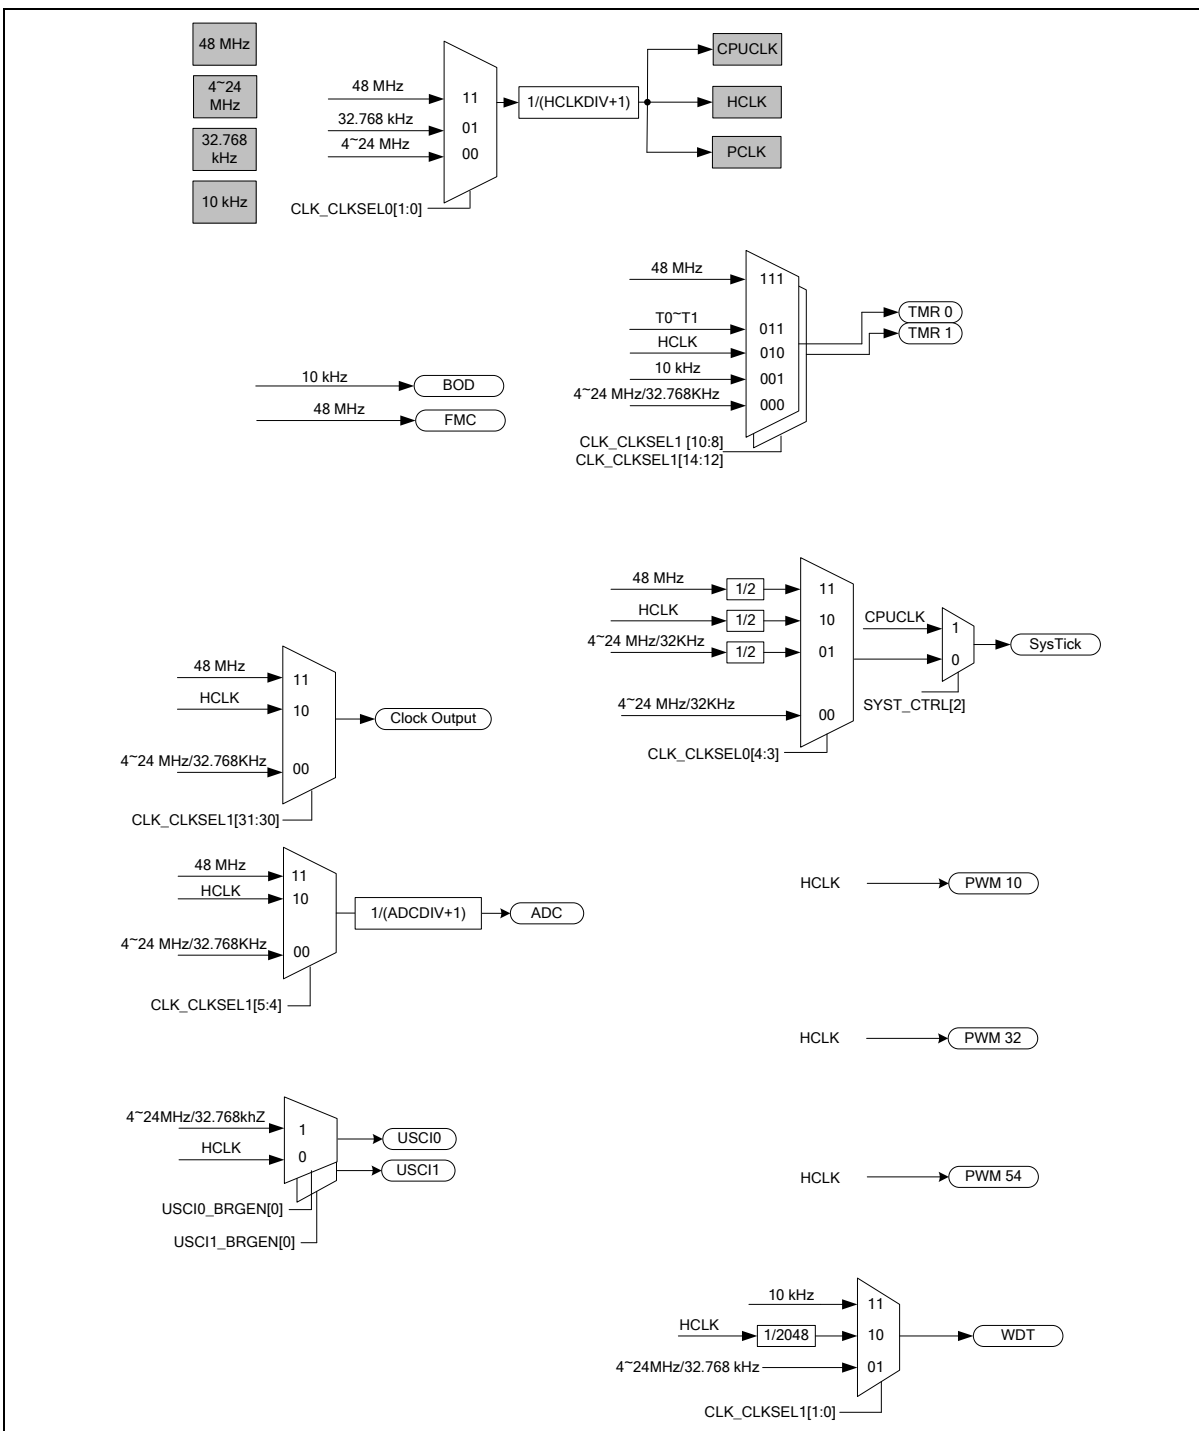 48 MHz
4~24
MHz
32.768
kHz
10 kHz
48 MHz
32.768 kHz
4~24 MHz
11
01
00
CLK_CLKSEL0[1:0]
1/(HCLKDIV+1)
CPUCLK
HCLK
PCLK
48 MHz
T0~T1
HCLK
10 kHz
4~24 MHz/32.768KHz
111
011
010
001
000
CLK_CLKSEL1 [10:8]
CLK_CLKSEL1[14:12]
TMR 0
TMR 1
10 kHz
BOD
48 MHz
FMC
48 MHz
1/2
11
HCLK
1/2
10
4~24 MHz/32KHz
1/2
01
4~24 MHz/32KHz
00
CLK_CLKSEL0[4:3]
CPUCLK
1
0
SYST_CTRL[2]
SysTick
48 MHz
11
HCLK
10
4~24 MHz/32.768KHz
00
CLK_CLKSEL1[31:30]
Clock Output
48 MHz
11
HCLK
10
4~24 MHz/32.768KHz
00
CLK_CLKSEL1[5:4]
1/(ADCDIV+1)
ADC
HCLK
PWM 10
HCLK
PWM 32
4~24MHz/32.768khZ
1
HCLK
0
USCI0
USCI1
USCI0_BRGEN[0]
USCI1_BRGEN[0]
HCLK
PWM 54
10 kHz
11
HCLK
1/2048
10
4~24MHz/32.768 kHz
01
CLK_CLKSEL1[1:0]
WDT